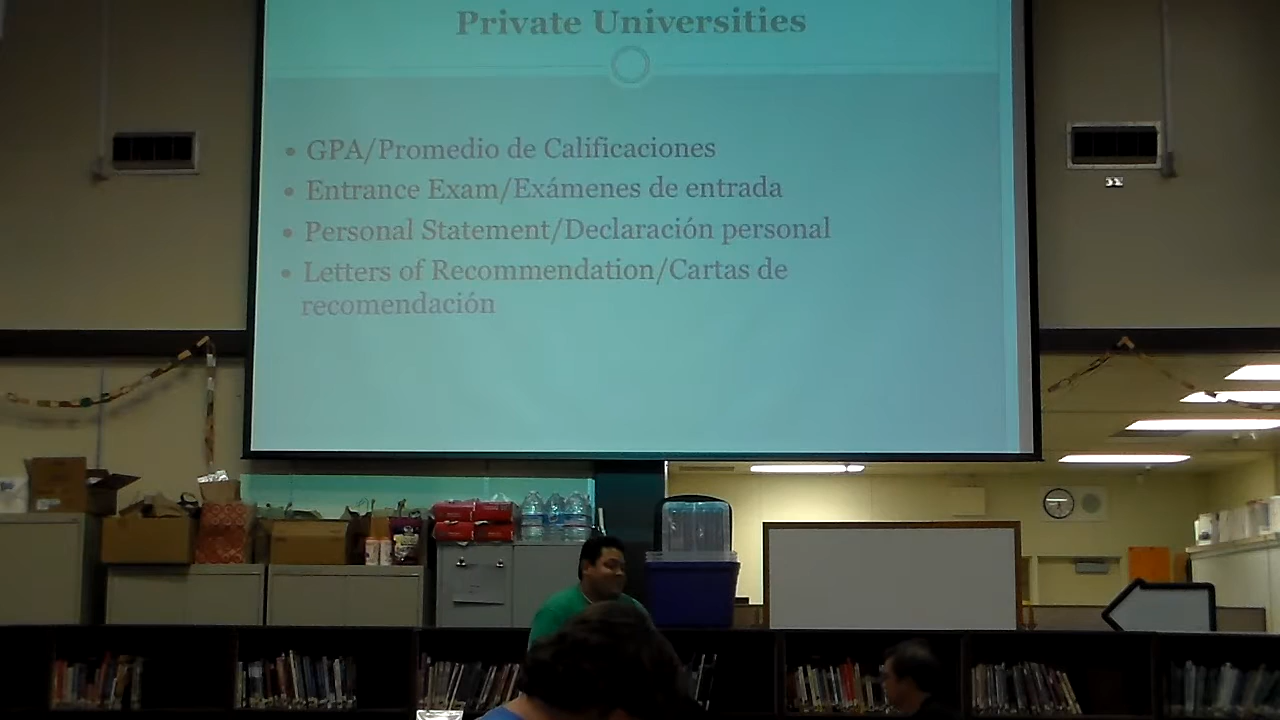 Private Universities
• GPA/Promedio de Calificaciones
• Entrance Exam/Exámenes de entrada
• Personal Statement/Declaración personal
• Letters of Recommendation/Cartas de
recomendación